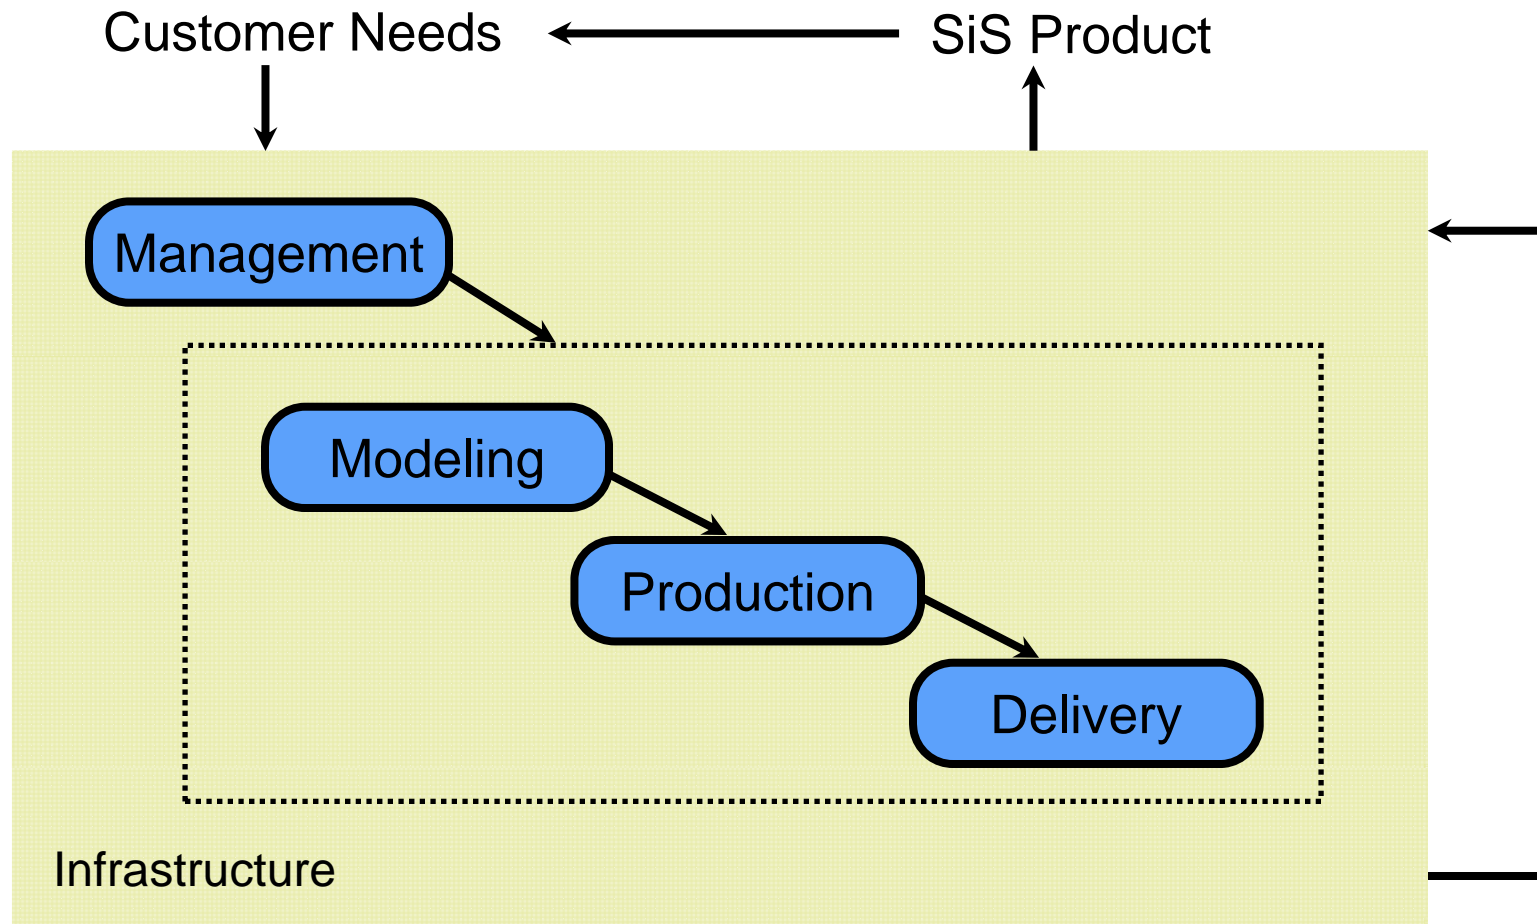 Customer Needs
SiS Product
Management
Modeling
Production
Delivery
Infrastructure